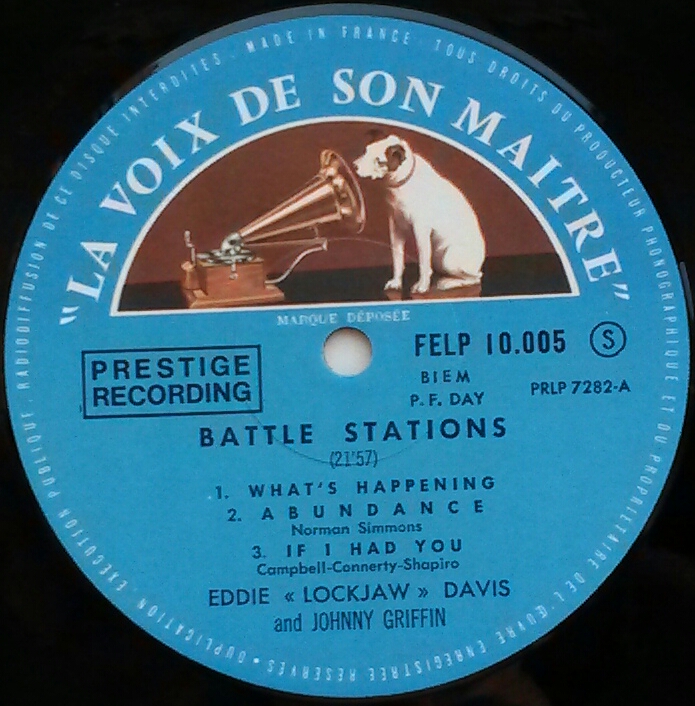 "LA VOIX DE SON MAITRE"
MARQUE DÉPOSÉE
PRESTIGE
RECORDING
FELP 10.005 S
BIEM
P.F. DAY
PRLP 7282-A
BATTLE STATIONS
(21'57)
1. WHAT'S HAPPENING
2. ABUNDANCE
Norman Simmons
3. IF I HAD YOU
Campbell-Connerty-Shapiro
EDDIE « LOCKJAW » DAVIS
and JOHNNY GRIFFIN
MADE IN FRANCE · TOUS DROITS DU PRODUCTEUR PHONOGRAPHIQUE ET DU PROPRIETAIRE DE L'ŒUVRE ENREGISTREE RESERVES · DUPLICATION · EXECUTION PUBLIQUE · RADIODIFFUSION DE CE DISQUE INTERDITES ·